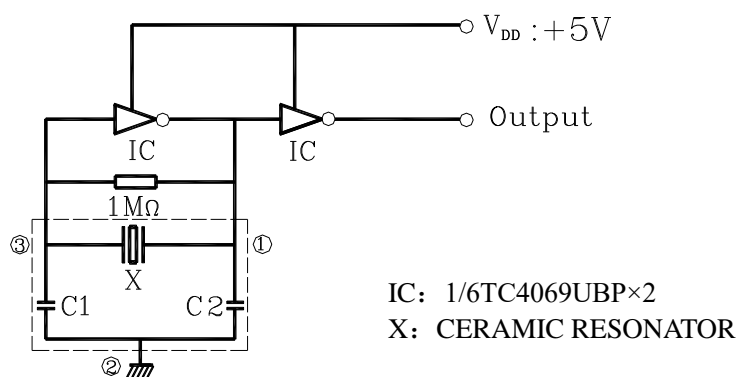 V_DD :+5V
Output
IC
IC
1MΩ
③
①
X
C1
C2
②
IC：1/6TC4069UBP×2
X：CERAMIC RESONATOR